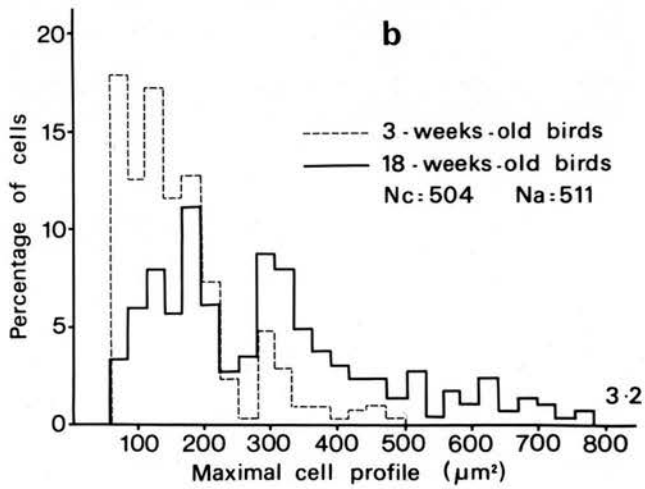 b
Percentage of cells
20
15
10
5
0
3-weeks-old birds
18-weeks-old birds
Nc=504 Na=511
3·2
100 200 300 400 500 600 700 800
Maximal cell profile (µm²)